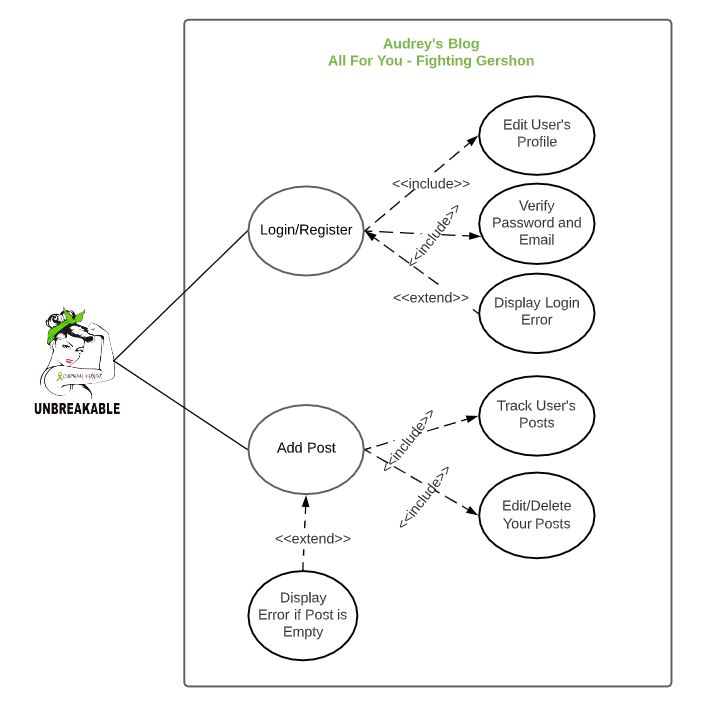 Audrey's Blog
All For You - Fighting Gershon
Edit User's
Profile
<<include>>
Verify
Password and
Email
Login/Register
<<include>>
<<extend>>
Display Login
Error
UNBREAKABLE
Track User's
Posts
<<include>>
Add Post
<<include>>
Edit/Delete
Your Posts
<<extend>>
Display
Error if Post is
Empty